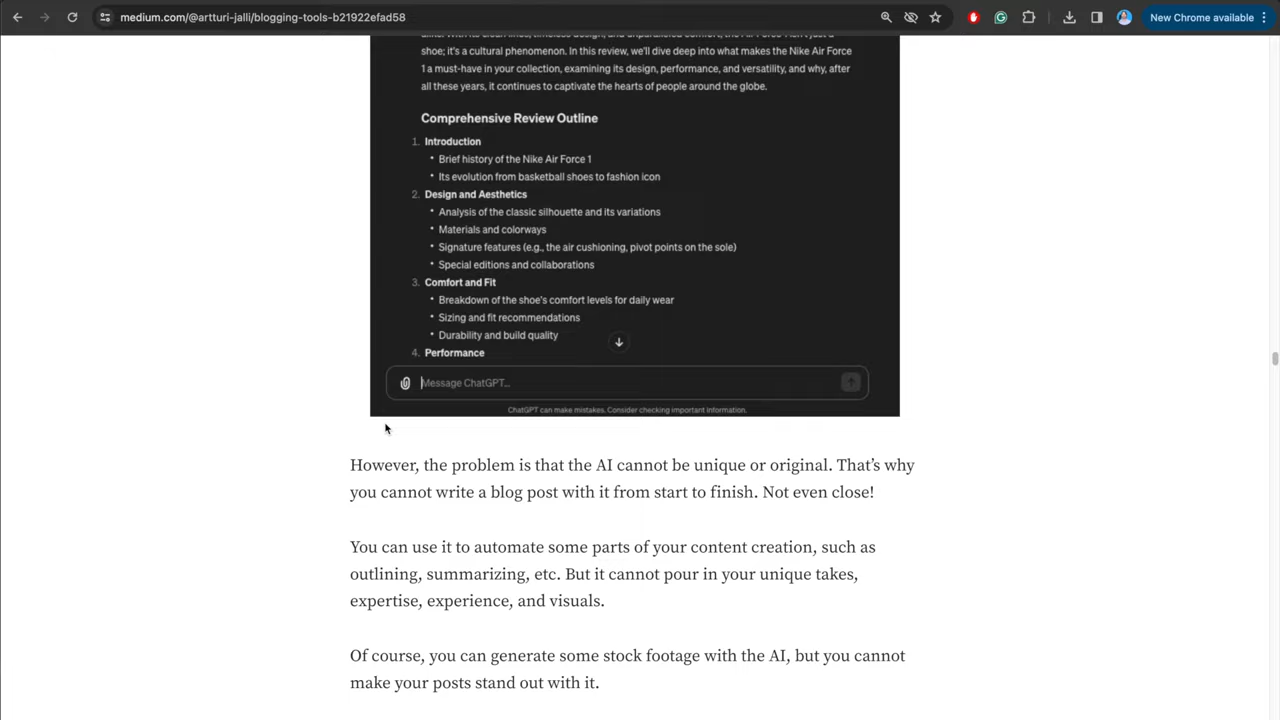 medium.com/@artturi-jalli/blogging-tools-b21922efad58
New Chrome available
shoe; it's a cultural phenomenon. In this review, we'll dive deep into what makes the Nike Air Force
1 a must-have in your collection, examining its design, performance, and versatility, and why, after
all these years, it continues to captivate the hearts of people around the globe.
Comprehensive Review Outline
1. Introduction
• Brief history of the Nike Air Force 1
• Its evolution from basketball shoes to fashion icon
2. Design and Aesthetics
• Analysis of the classic silhouette and its variations
• Materials and colorways
• Signature features (e.g., the air cushioning, pivot points on the sole)
• Special editions and collaborations
3. Comfort and Fit
• Breakdown of the shoe's comfort levels for daily wear
• Sizing and fit recommendations
• Durability and build quality
4. Performance
Message ChatGPT...
ChatGPT can make mistakes. Consider checking important information.
However, the problem is that the AI cannot be unique or original. That's why
you cannot write a blog post with it from start to finish. Not even close!
You can use it to automate some parts of your content creation, such as
outlining, summarizing, etc. But it cannot pour in your unique takes,
expertise, experience, and visuals.
Of course, you can generate some stock footage with the AI, but you cannot
make your posts stand out with it.